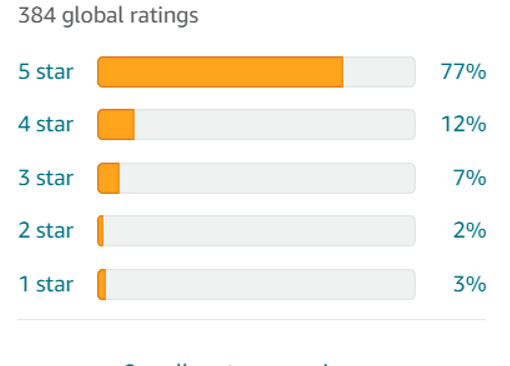 384 global ratings
5 star 77%
4 star 12%
3 star 7%
2 star 2%
1 star 3%